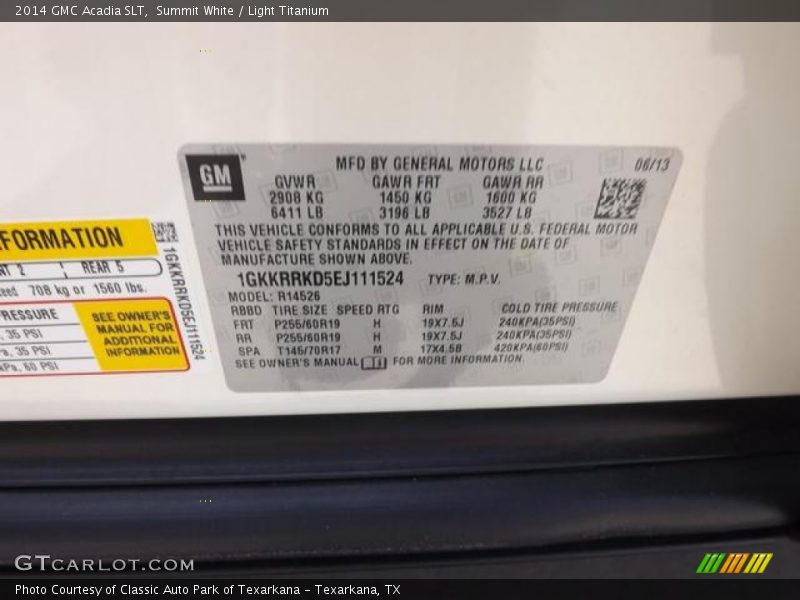 2014 GMC Acadia SLT,  Summit White / Light Titanium
GM
MFD BY GENERAL MOTORS LLC 06/13
GVWR GAWR FRT GAWR RR
2908 KG 1450 KG 1600 KG
6411 LB 3196 LB 3527 LB
THIS VEHICLE CONFORMS TO ALL APPLICABLE U.S. FEDERAL MOTOR
VEHICLE SAFETY STANDARDS IN EFFECT ON THE DATE OF
MANUFACTURE SHOWN ABOVE.
1GKKRRKD5EJ111524 TYPE: M.P.V.
MODEL: R14526
RBBD TIRE SIZE SPEED RTG RIM COLD TIRE PRESSURE
FRT P255/60R19 H 19X7.5J 240KPA(35PSI)
RR P255/60R19 H 19X7.5J 240KPA(35PSI)
SPA T145/70R17 M 17X4.5B 420KPA(60PSI)
SEE OWNER'S MANUAL FOR MORE INFORMATION.
FORMATION
NT 2 REAR 5
eed 708 kg or 1560 lbs.
PRESSURE
, 35 PSI
a, 35 PSI
kPa, 60 PSI
SEE OWNER'S
MANUAL FOR
ADDITIONAL
INFORMATION
1GKKRRKD5EJ111524
GTCARLOT.COM
Photo Courtesy of Classic Auto Park of Texarkana - Texarkana, TX